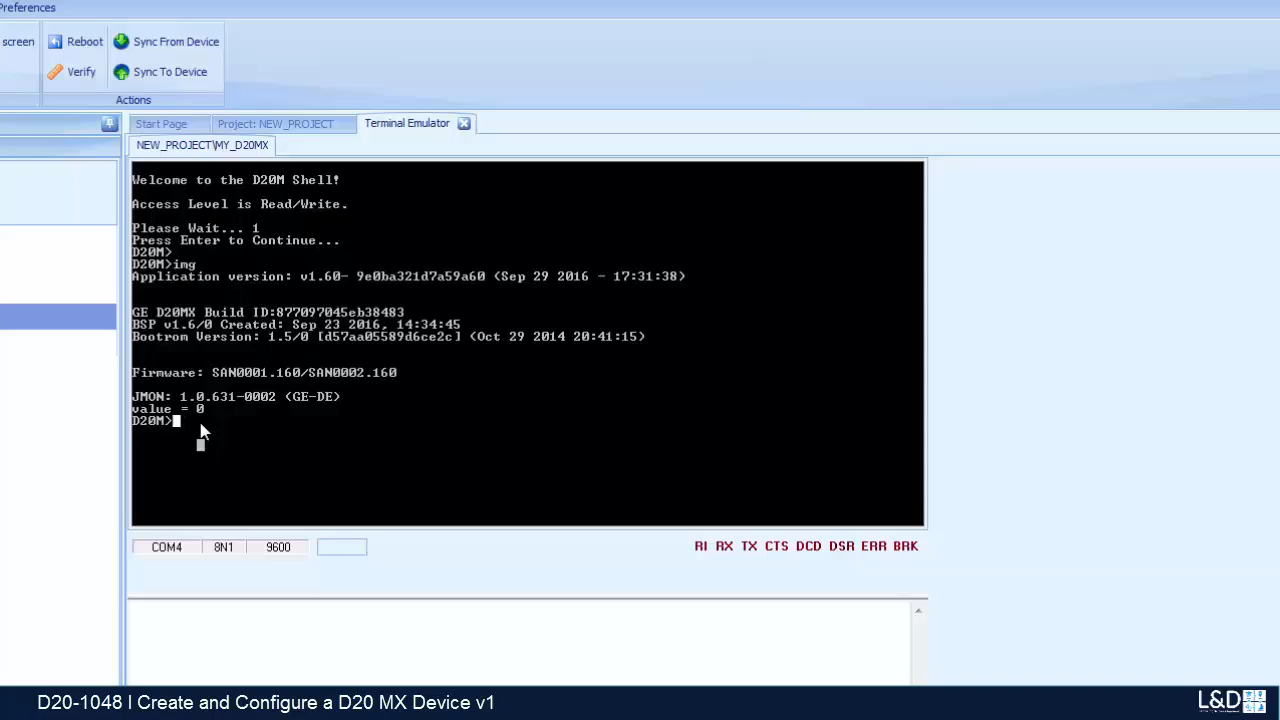 Preferences
screen
Reboot
Sync From Device
Verify
Sync To Device
Actions
Start Page
Project: NEW_PROJECT
Terminal Emulator
NEW_PROJECT\MY_D20MX
Welcome to the D20M Shell!
Access Level is Read/Write.
Please Wait... 1
Press Enter to Continue...
D20M>
D20M>img
Application version: v1.60- 9e0ba321d7a59a60 (Sep 29 2016 - 17:31:38)
GE D20MX Build ID:877097045eb38483
BSP v1.6/0 Created: Sep 23 2016, 14:34:45
Bootrom Version: 1.5/0 [d57aa05589d6ce2c] (Oct 29 2014 20:41:15)
Firmware: SAN0001.160/SAN0002.160
JMON: 1.0.631-0002 (GE-DE)
value = 0
D20M>
COM4 8N1 9600
RI RX TX CTS DCD DSR ERR BRK
D20-1048 I Create and Configure a D20 MX Device v1
L&D